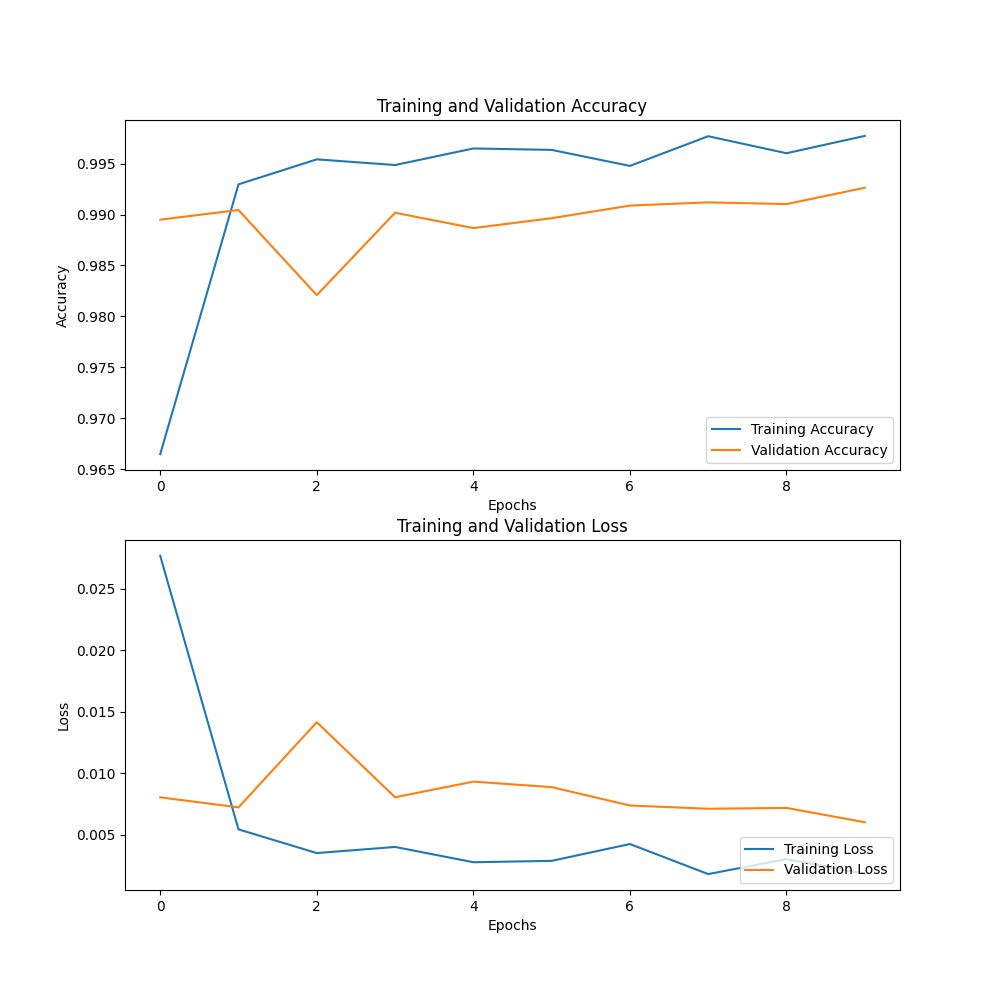 Training and Validation Accuracy
0.995
0.990
0.985
0.980
0.975
0.970
0.965
Accuracy
Training Accuracy
Validation Accuracy
0 2 4 6 8
Epochs
Training and Validation Loss
0.025
0.020
0.015
0.010
0.005
Loss
Training Loss
Validation Loss
0 2 4 6 8
Epochs